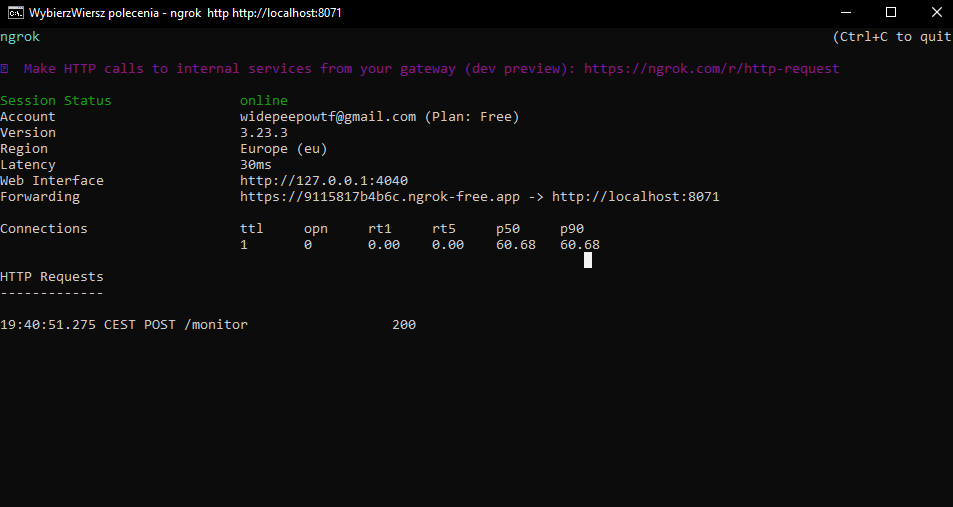 WybierzWiersz polecenia - ngrok  http http://localhost:8071
ngrok (Ctrl+C to quit
Make HTTP calls to internal services from your gateway (dev preview): https://ngrok.com/r/http-request
Session Status online
Account widepeepowtf@gmail.com (Plan: Free)
Version 3.23.3
Region Europe (eu)
Latency 30ms
Web Interface http://127.0.0.1:4040
Forwarding https://9115817b4b6c.ngrok-free.app -> http://localhost:8071
Connections ttl opn rt1 rt5 p50 p90
1 0 0.00 0.00 60.68 60.68
HTTP Requests
-------------
19:40:51.275 CEST POST /monitor 200